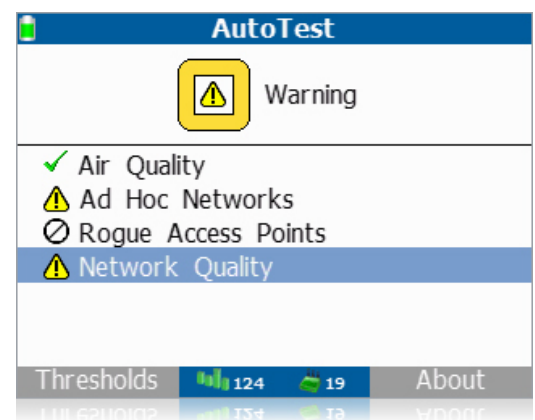 AutoTest
Warning
Air Quality
Ad Hoc Networks
Rogue Access Points
Network Quality
Thresholds 124 19 About